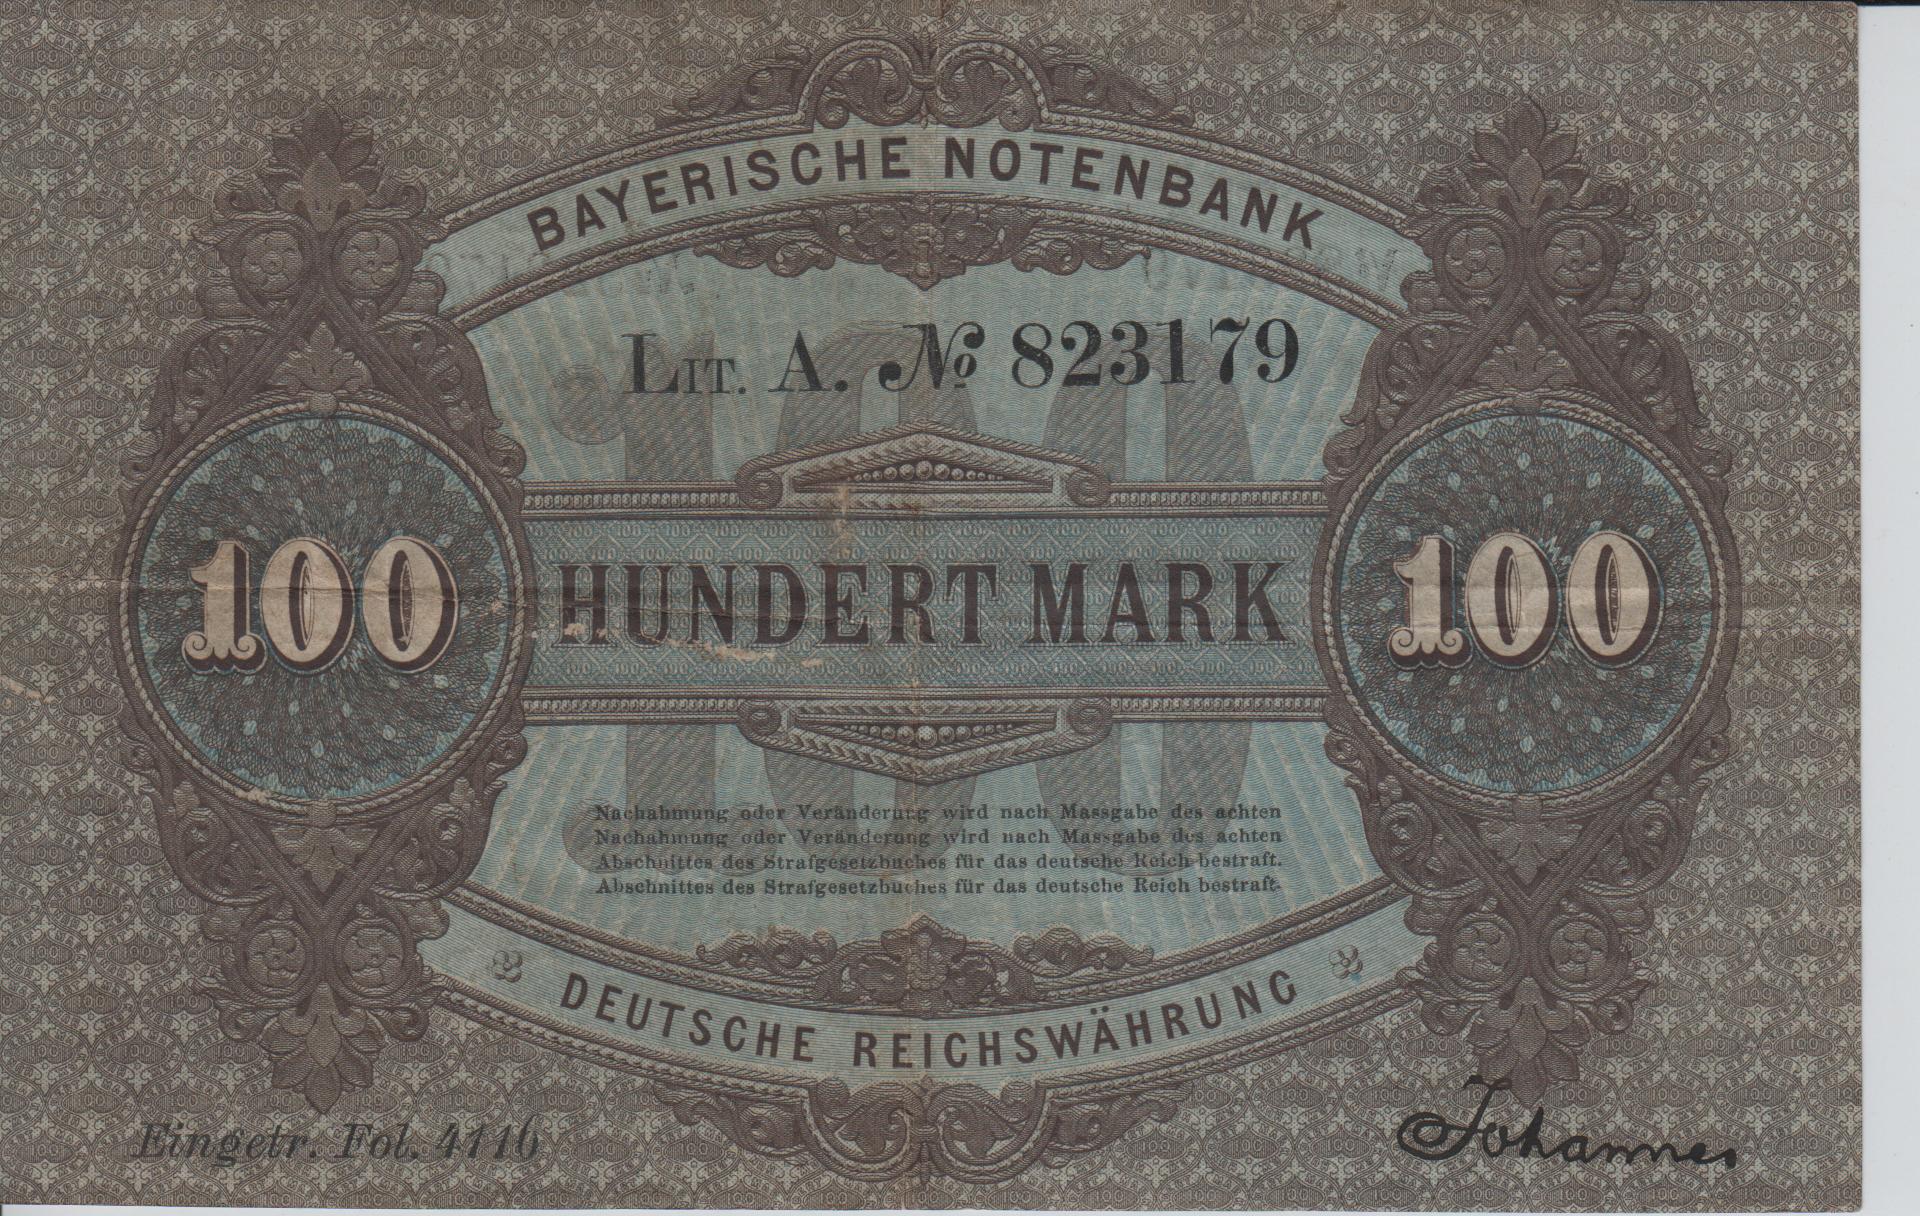 BAYERISCHE NOTENBANK
LIT. A. № 823179
100 HUNDERT MARK 100
Nachahmung oder Veränderung wird nach Massgabe des achten
Nachahmung oder Veränderung wird nach Massgabe des achten
Abschnittes des Strafgesetzbuches für das deutsche Reich bestraft.
Abschnittes des Strafgesetzbuches für das deutsche Reich bestraft.
DEUTSCHE REICHSWÄHRUNG
Eingetr. Fol. 4116
Johannes